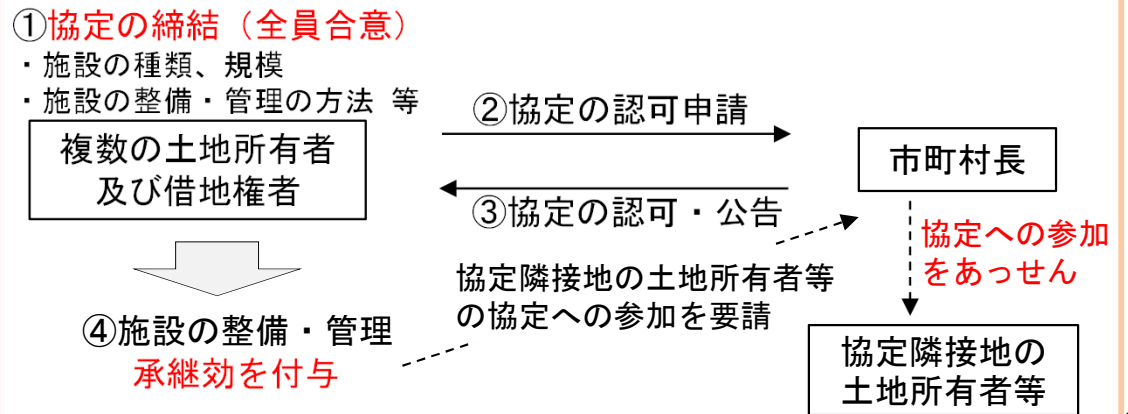 ①協定の締結（全員合意）
・施設の種類、規模
・施設の整備・管理の方法 等
複数の土地所有者
及び借地権者
②協定の認可申請
③協定の認可・公告
市町村長
協定への参加
をあっせん
協定隣接地の土地所有者等
の協定への参加を要請
④施設の整備・管理
承継効を付与
協定隣接地の
土地所有者等